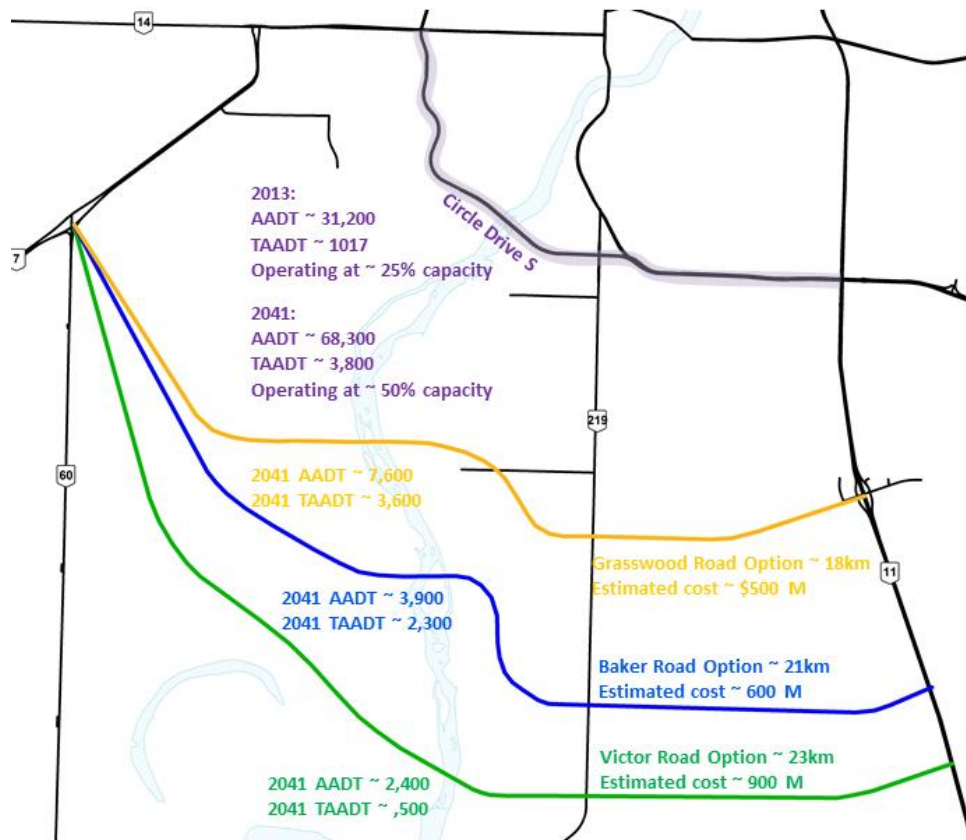 14
2013:
AADT ~ 31,200
TAADT ~ 1017
Operating at ~ 25% capacity
Circle Drive S
7
2041:
AADT ~ 68,300
TAADT ~ 3,800
Operating at ~ 50% capacity
219
60
2041 AADT ~ 7,600
2041 TAADT ~ 3,600
Grasswood Road Option ~ 18km
Estimated cost ~ $500 M
11
2041 AADT ~ 3,900
2041 TAADT ~ 2,300
Baker Road Option ~ 21km
Estimated cost ~ 600 M
Victor Road Option ~ 23km
Estimated cost ~ 900 M
2041 AADT ~ 2,400
2041 TAADT ~ ,500